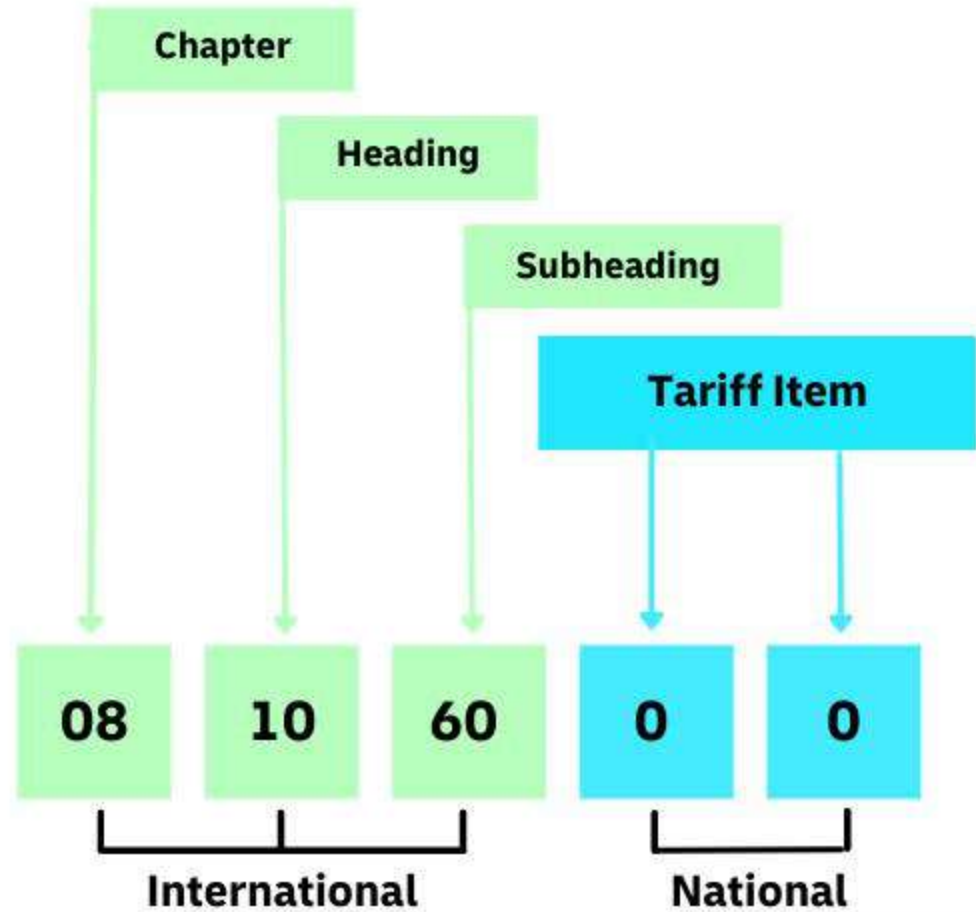 Chapter
Heading
Subheading
Tariff Item
08 10 60 0 0
International National